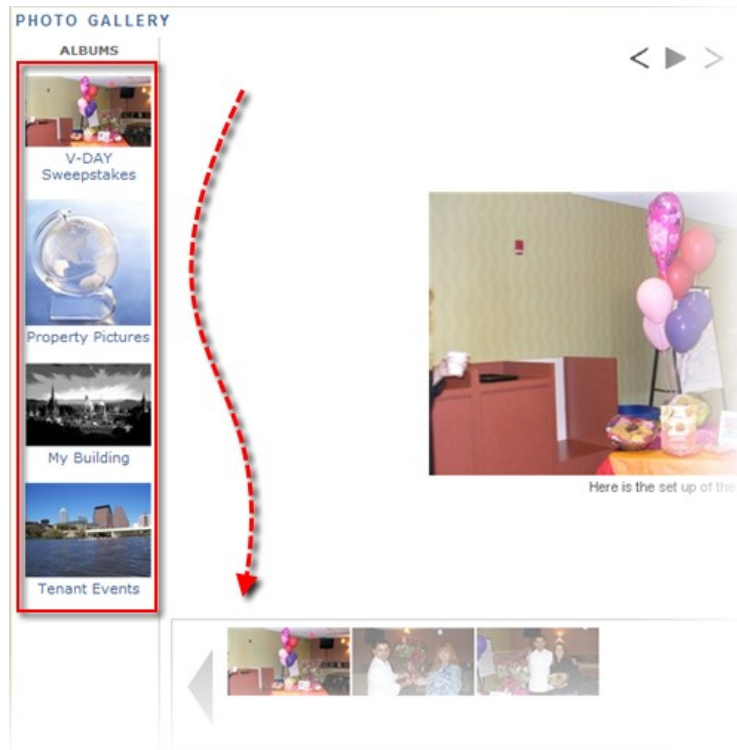 PHOTO GALLERY
ALBUMS
V-DAY
Sweepstakes
Property Pictures
My Building
Tenant Events
Here is the set up of the